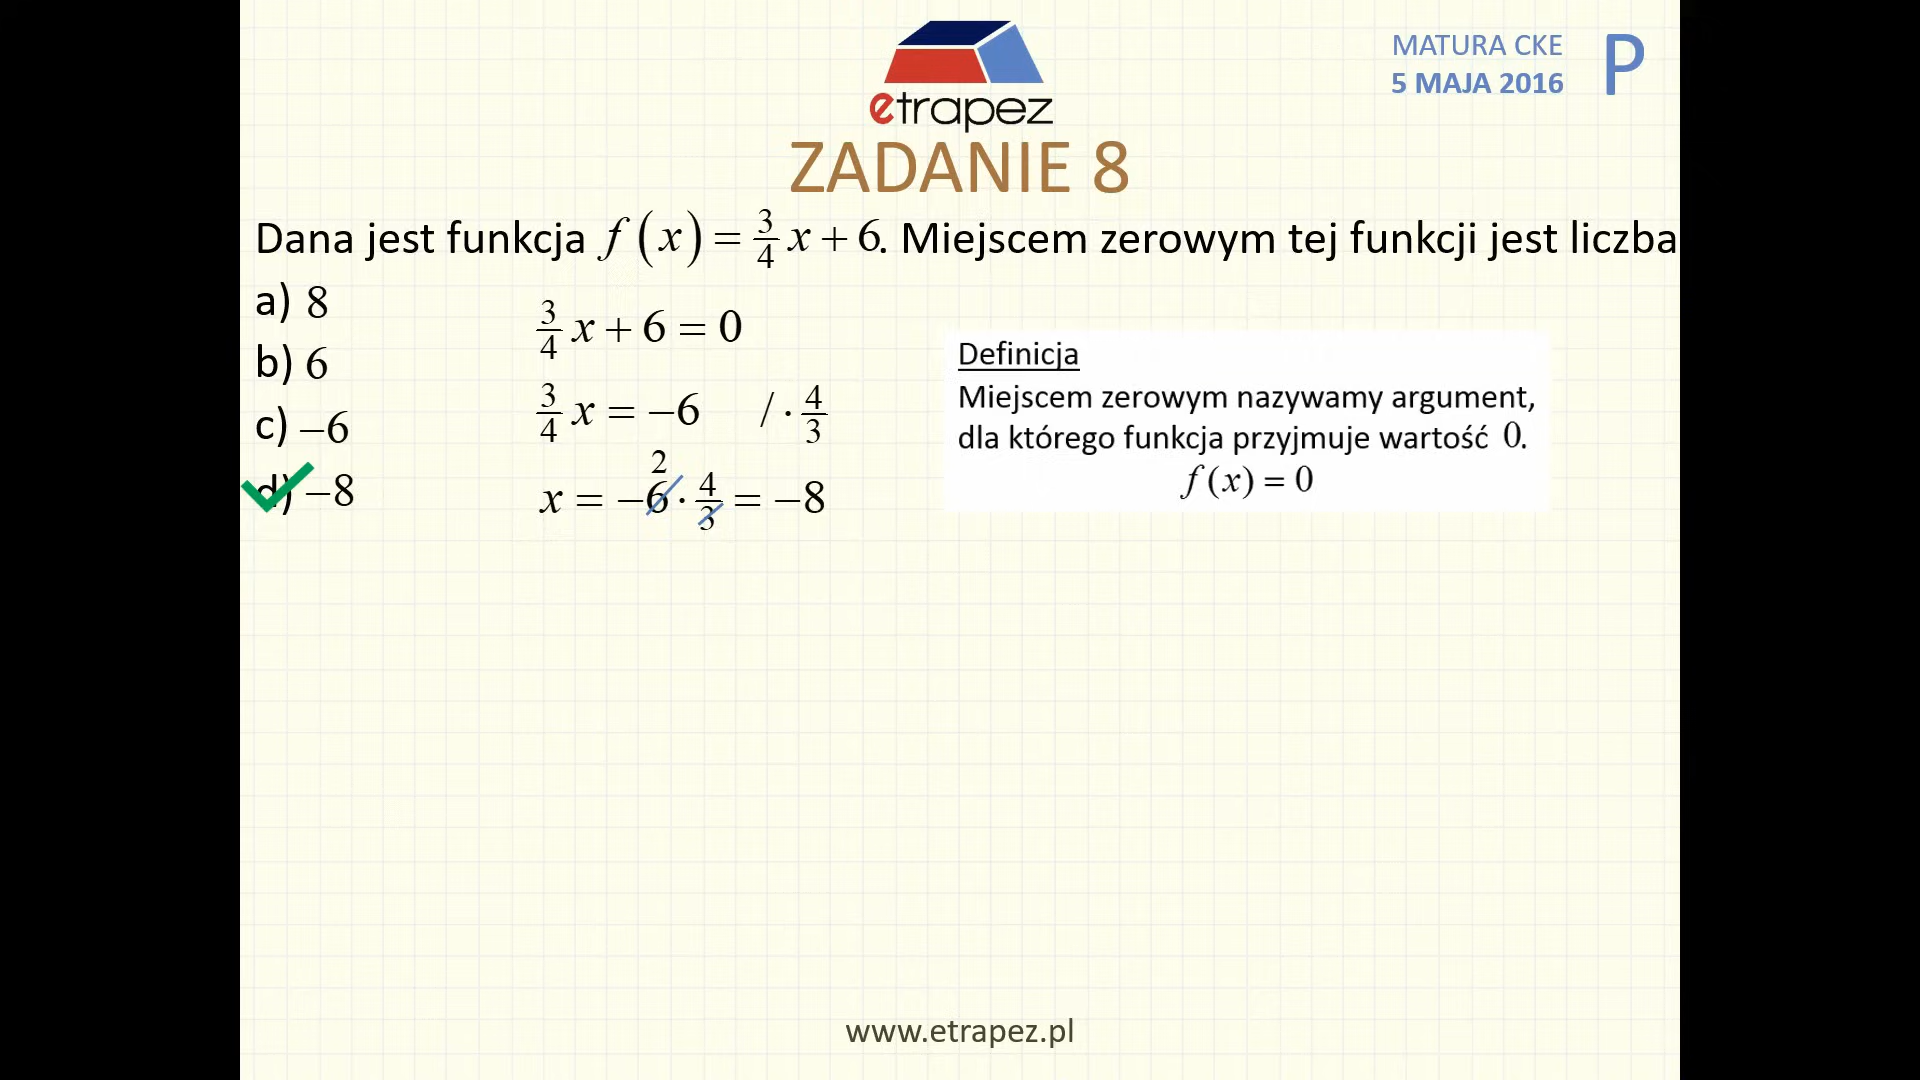 etrapez
MATURA CKE
5 MAJA 2016
P
ZADANIE 8
Dana jest funkcja f(x) = 3/4 x + 6. Miejscem zerowym tej funkcji jest liczba
a) 8
b) 6
c) −6
d) −8
3/4 x + 6 = 0
3/4 x = −6 / · 4/3
2
x = −6 · 4/3 = −8
Definicja
Miejscem zerowym nazywamy argument,
dla którego funkcja przyjmuje wartość 0.
f(x) = 0
www.etrapez.pl